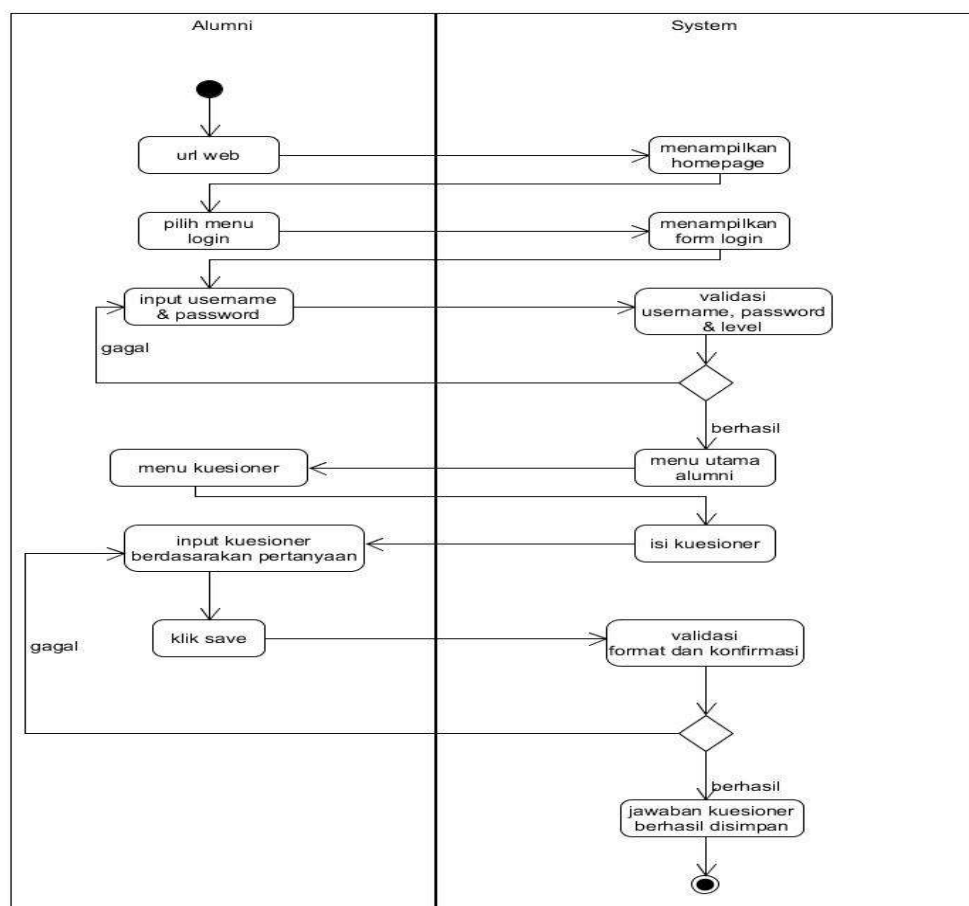 Alumni
System
url web
menampilkan
homepage
pilih menu
login
menampilkan
form login
input username
& password
validasi
username, password
& level
gagal
berhasil
menu kuesioner
menu utama
alumni
input kuesioner
berdasarakan pertanyaan
isi kuesioner
klik save
validasi
format dan konfirmasi
gagal
berhasil
jawaban kuesioner
berhasil disimpan